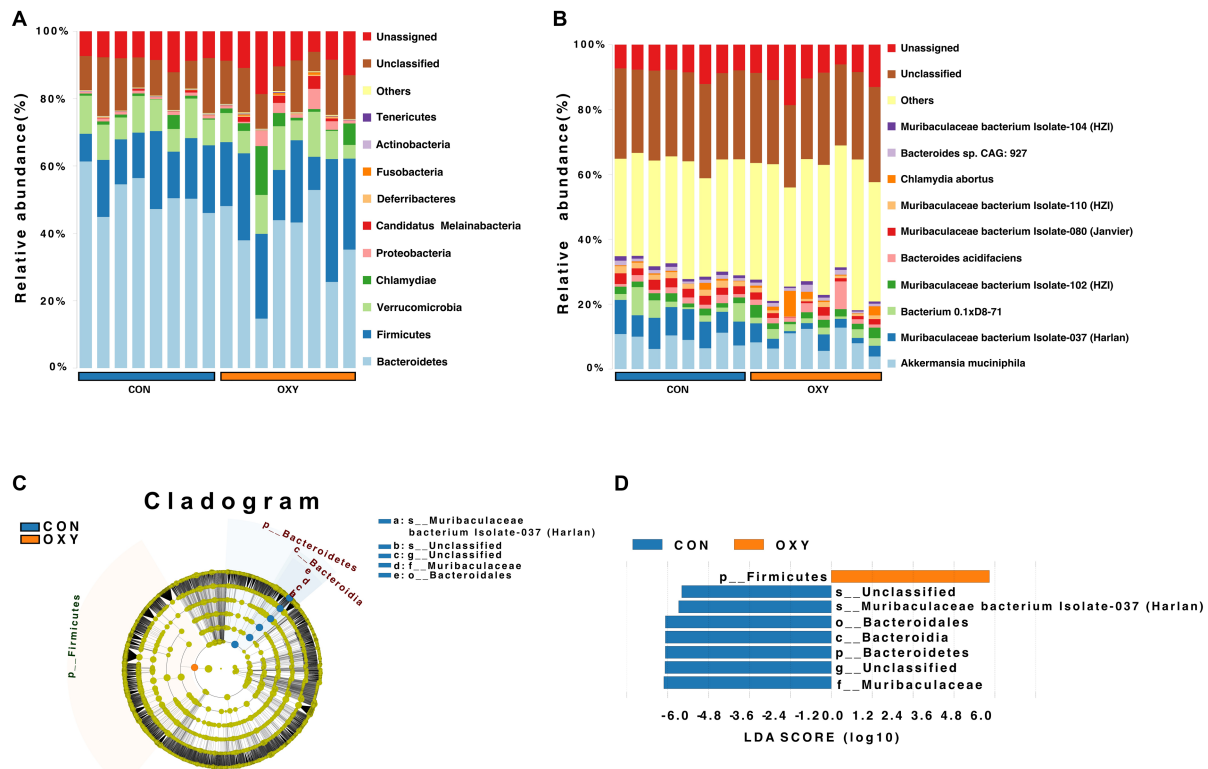 A
Relative abundance(%)
100%
80%
60%
40%
20%
0%
CON
OXY
Unassigned
Unclassified
Others
Tenericutes
Actinobacteria
Fusobacteria
Deferribacteres
Candidatus Melainabacteria
Proteobacteria
Chlamydiae
Verrucomicrobia
Firmicutes
Bacteroidetes
B
Relative abundance(%)
100%
80%
60%
40%
20%
0%
CON
OXY
Unassigned
Unclassified
Others
Muribaculaceae bacterium Isolate-104 (HZI)
Bacteroides sp. CAG: 927
Chlamydia abortus
Muribaculaceae bacterium Isolate-110 (HZI)
Muribaculaceae bacterium Isolate-080 (Janvier)
Bacteroides acidifaciens
Muribaculaceae bacterium Isolate-102 (HZI)
Bacterium 0.1xD8-71
Muribaculaceae bacterium Isolate-037 (Harlan)
Akkermansia muciniphila
C
Cladogram
CON
OXY
p__Bacteroidetes
c__Bacteroidia
e
d
c
p__Firmicutes
a: s__Muribaculaceae
bacterium Isolate-037 (Harlan)
b: s__Unclassified
c: g__Unclassified
d: f__Muribaculaceae
e: o__Bacteroidales
D
CON OXY
p__Firmicutes
s__Unclassified
s__Muribaculaceae bacterium Isolate-037 (Harlan)
o__Bacteroidales
c__Bacteroidia
p__Bacteroidetes
g__Unclassified
f__Muribaculaceae
-6.0 -4.8 -3.6 -2.4 -1.2 0.0 1.2 2.4 3.6 4.8 6.0
LDA SCORE (log10)